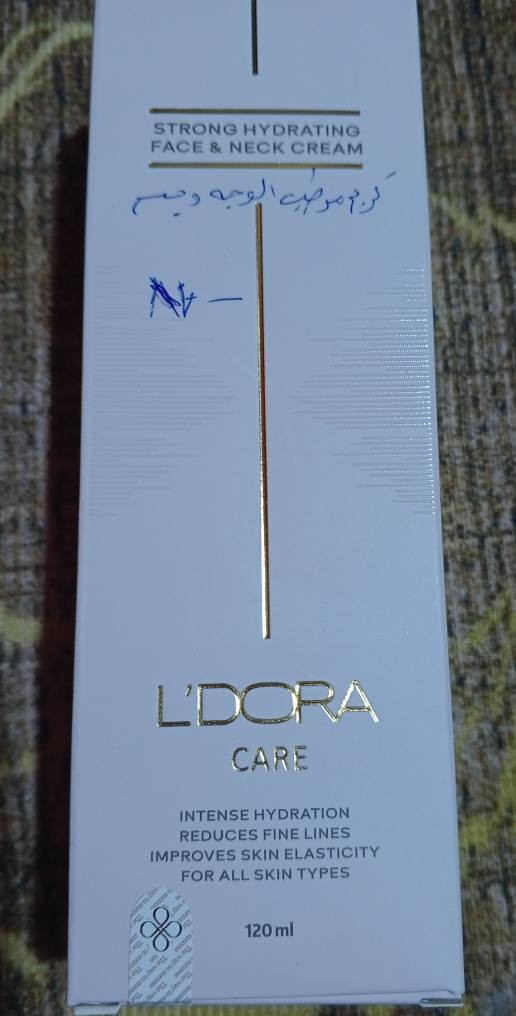 STRONG HYDRATING
FACE & NECK CREAM
كريم مرطب الوجه وجسم
L'DORA
CARE
INTENSE HYDRATION
REDUCES FINE LINES
IMPROVES SKIN ELASTICITY
FOR ALL SKIN TYPES
120 ml